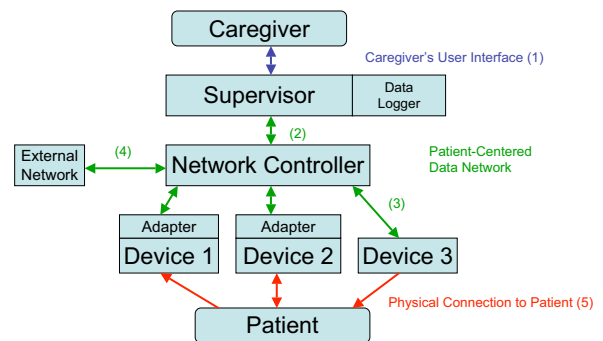 Caregiver
Caregiver's User Interface (1)
Supervisor
Data
Logger
(2)
External
Network
(4)
Network Controller
Patient-Centered
Data Network
(3)
Adapter
Device 1
Adapter
Device 2
Device 3
Physical Connection to Patient (5)
Patient